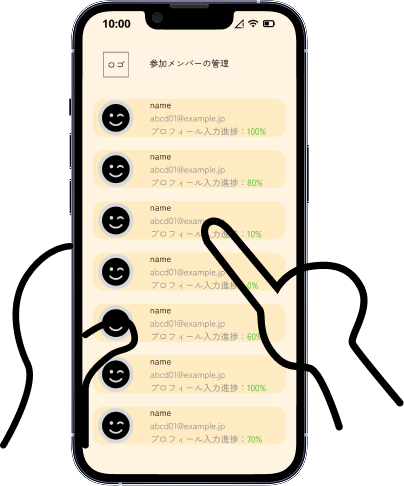 10:00
ロゴ
参加メンバーの管理
name
abcd01@example.jp
プロフィール入力進捗：100%
name
abcd01@example.jp
プロフィール入力進捗：80%
name
abcd01@example.jp
プロフィール入力進捗：10%
name
abcd01@example.jp
プロフィール入力進捗：0%
name
abcd01@example.jp
プロフィール入力進捗：60%
name
abcd01@example.jp
プロフィール入力進捗：100%
name
abcd01@example.jp
プロフィール入力進捗：70%